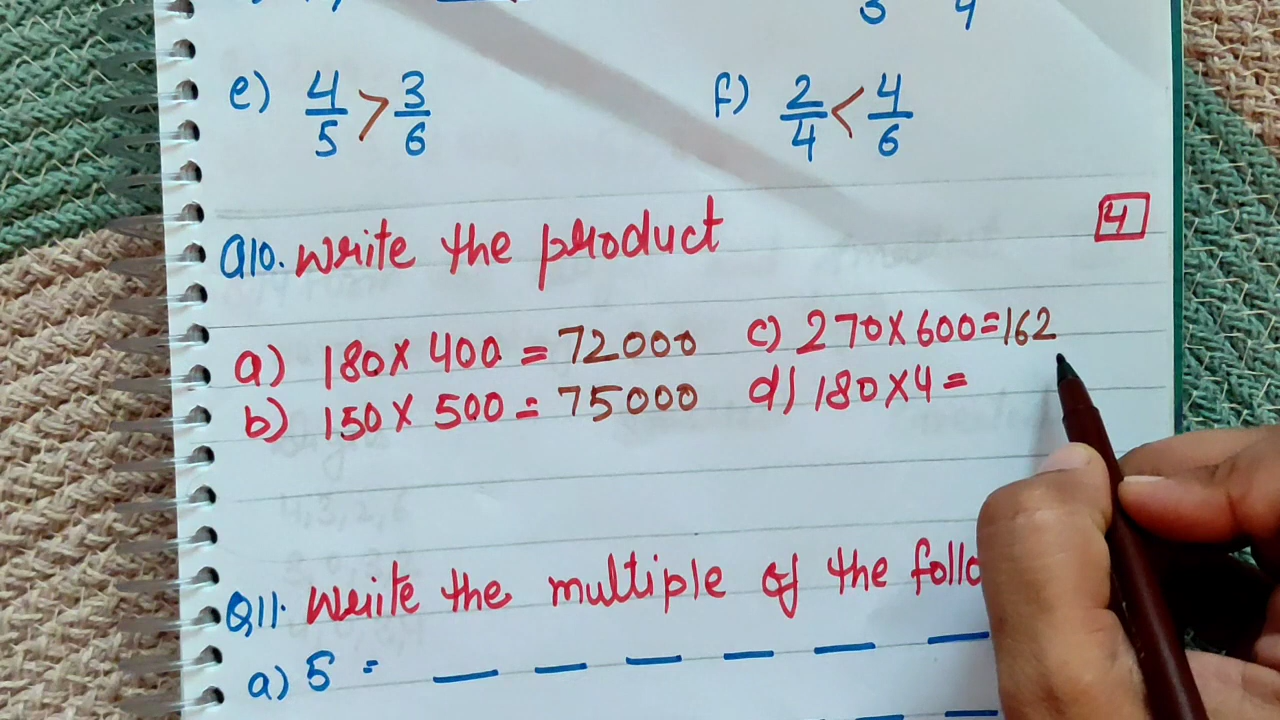 e) 4/5 > 3/6 f) 2/4 < 4/6
Q10. Write the product 4
a) 180 x 400 = 72000 c) 270 x 600 = 162
b) 150 x 500 = 75000 d) 180 x 4 =
Q11. Write the multiple of the
a) 5 =